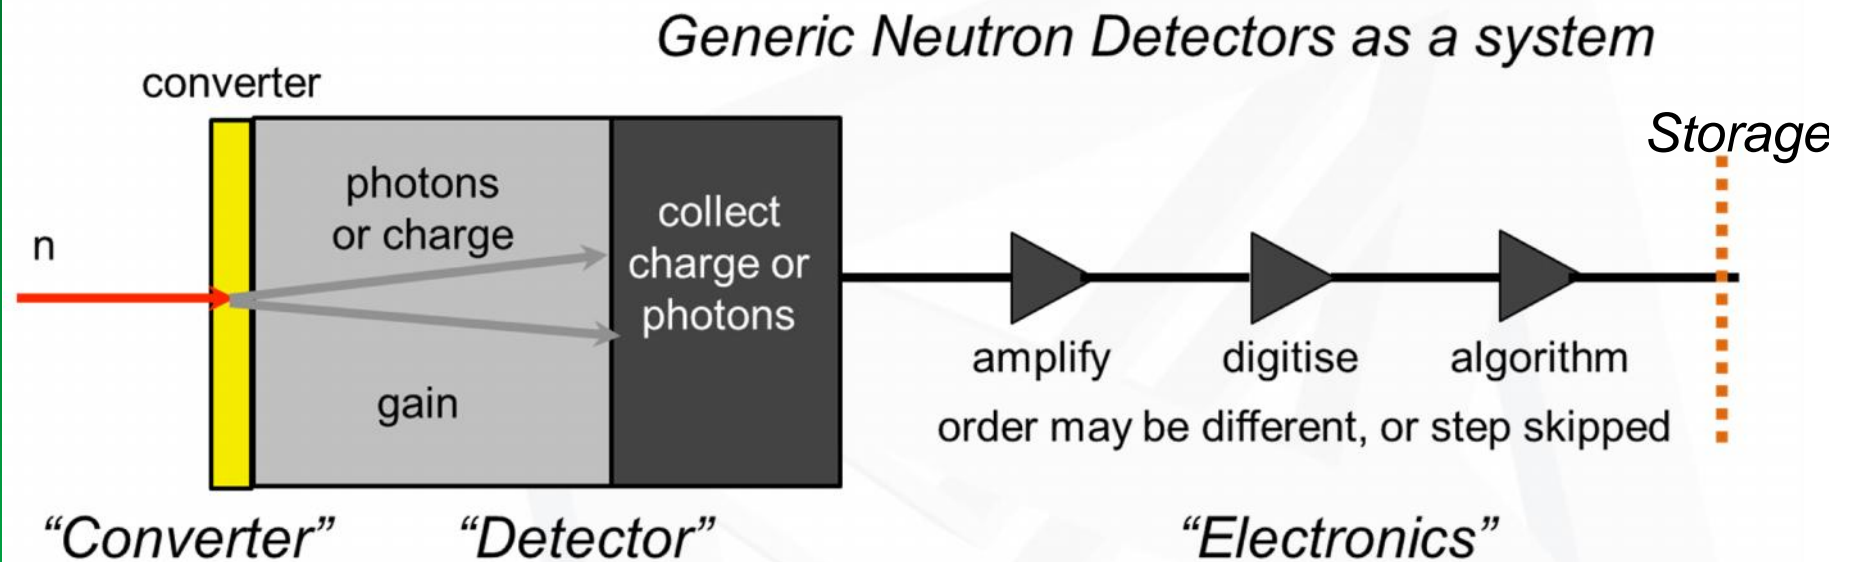 Generic Neutron Detectors as a system
converter
Storage
n
photons
or charge
gain
collect
charge or
photons
amplify
digitise
algorithm
order may be different, or step skipped
“Converter”
“Detector”
“Electronics”